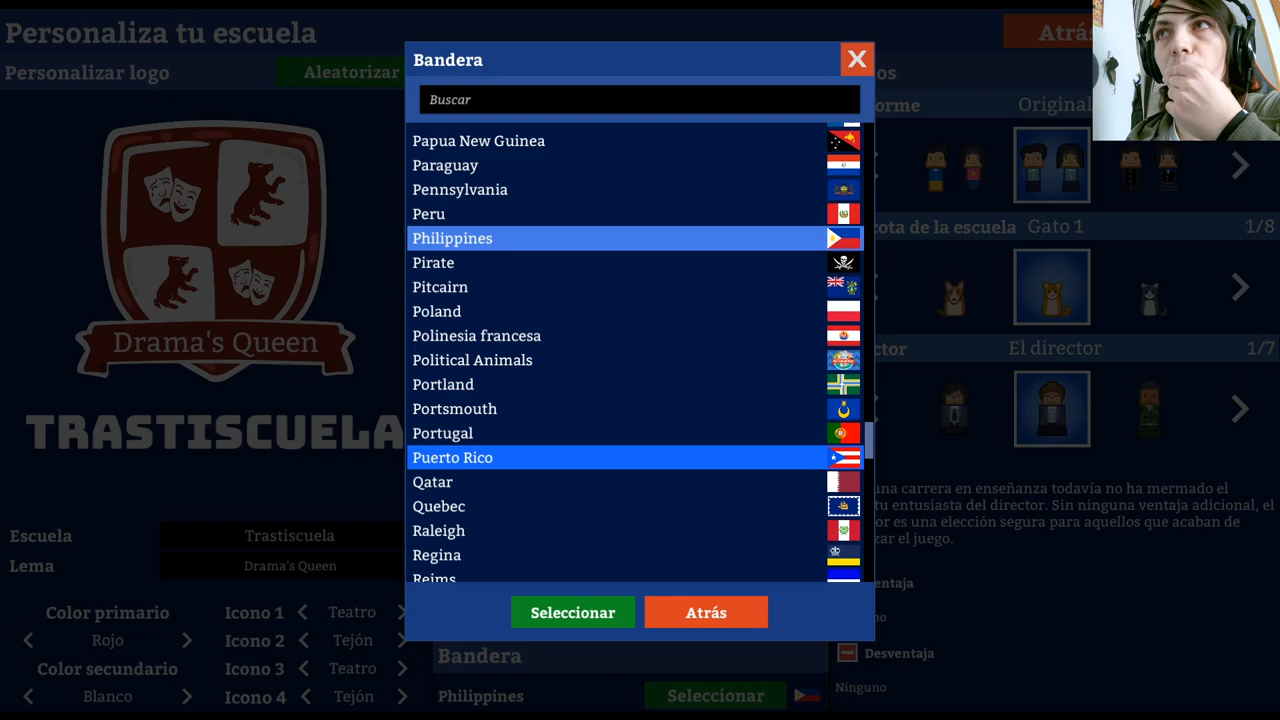 Personaliza tu escuela
Atrás
Personalizar logo
Aleatorizar
Drama's Queen
TRASTISCUELA
Escuela
Trastiscuela
Lema
Drama's Queen
Color primario
Rojo
Color secundario
Blanco
Icono 1
Teatro
Icono 2
Tejón
Icono 3
Teatro
Icono 4
Tejón
Bandera
X
Buscar
Papua New Guinea
Paraguay
Pennsylvania
Peru
Philippines
Pirate
Pitcairn
Poland
Polinesia francesa
Political Animals
Portland
Portsmouth
Portugal
Puerto Rico
Qatar
Quebec
Raleigh
Regina
Reims
Seleccionar
Atrás
Bandera
Philippines
Seleccionar
os
orme
Original
cota de la escuela
Gato 1
1/8
ctor
El director
1/7
una carrera en enseñanza todavía no ha mermado el
tu entusiasta del director. Sin ninguna ventaja adicional, el
or es una elección segura para aquellos que acaban de
zar el juego.
ntaja
no
Desventaja
Ninguno